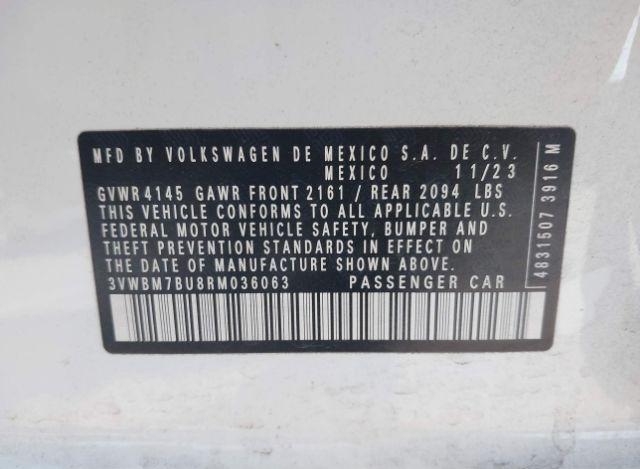 MFD BY VOLKSWAGEN DE MEXICO S.A. DE C.V.
MEXICO 11/23
GVWR 4145 GAWR FRONT 2161 / REAR 2094 LBS
THIS VEHICLE CONFORMS TO ALL APPLICABLE U.S.
FEDERAL MOTOR VEHICLE SAFETY, BUMPER AND
THEFT PREVENTION STANDARDS IN EFFECT ON
THE DATE OF MANUFACTURE SHOWN ABOVE.
3VWBM7BU8RM036063 PASSENGER CAR
4831507 3916 M